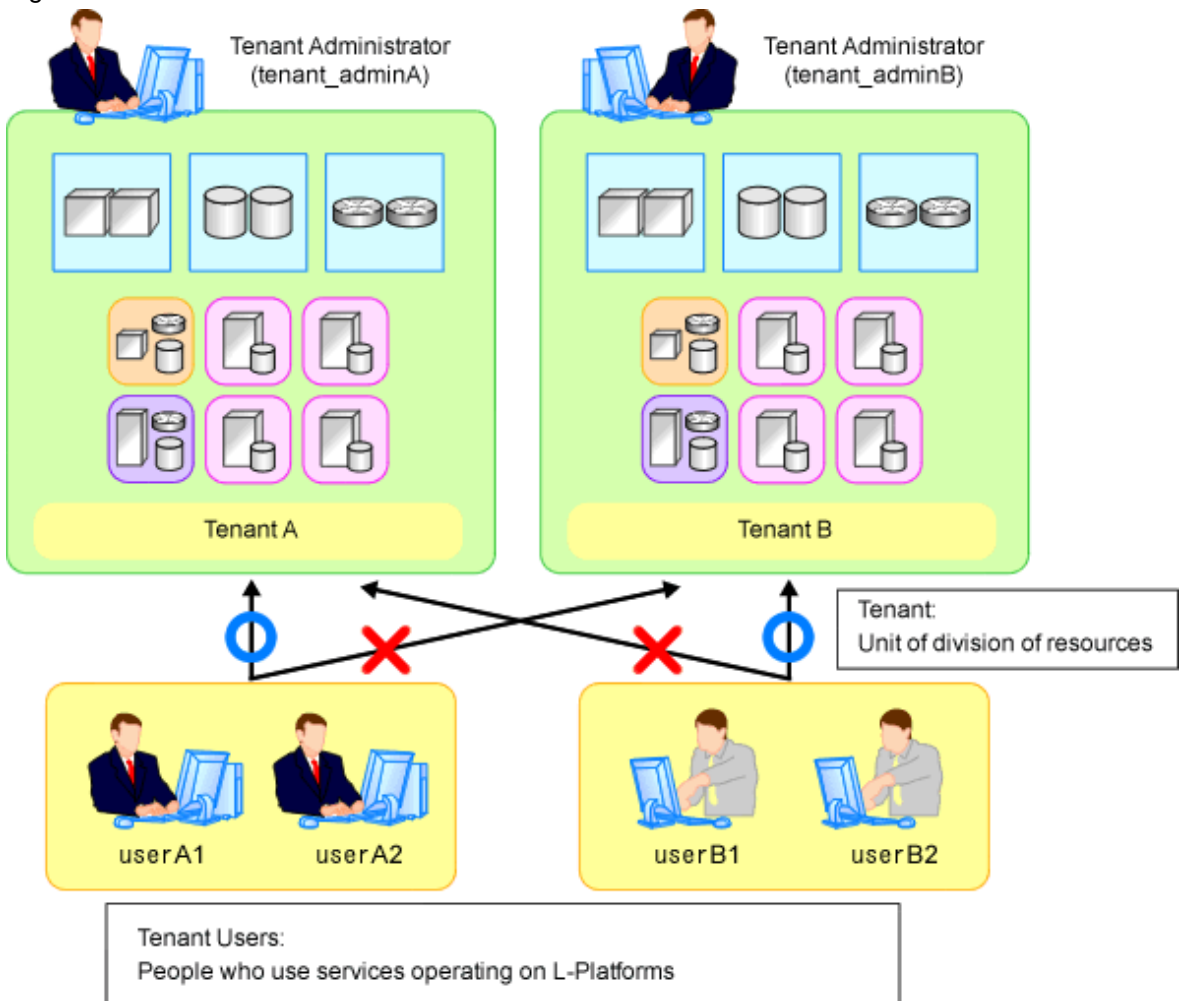 Tenant Administrator
(tenant_adminA)
Tenant Administrator
(tenant_adminB)
Tenant A
Tenant B
Tenant:
Unit of division of resources
userA1
userA2
userB1
userB2
Tenant Users:
People who use services operating on L-Platforms